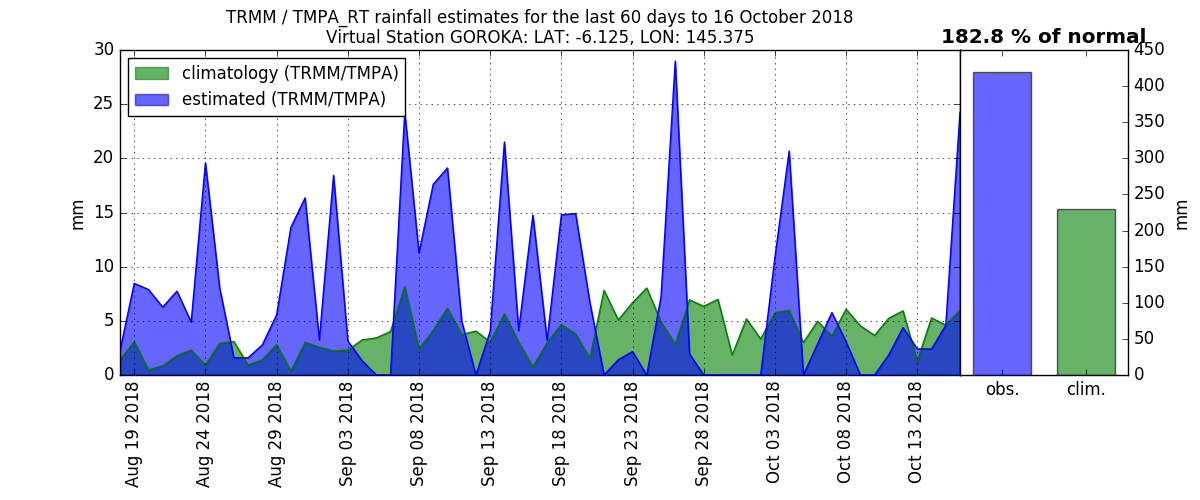 TRMM / TMPA_RT rainfall estimates for the last 60 days to 16 October 2018
Virtual Station GOROKA: LAT: -6.125, LON: 145.375
182.8 % of normal
climatology (TRMM/TMPA)
estimated (TRMM/TMPA)
mm
30
25
20
15
10
5
0
Aug 19 2018
Aug 24 2018
Aug 29 2018
Sep 03 2018
Sep 08 2018
Sep 13 2018
Sep 18 2018
Sep 23 2018
Sep 28 2018
Oct 03 2018
Oct 08 2018
Oct 13 2018
obs.
clim.
450
400
350
300
250
200
150
100
50
0
mm